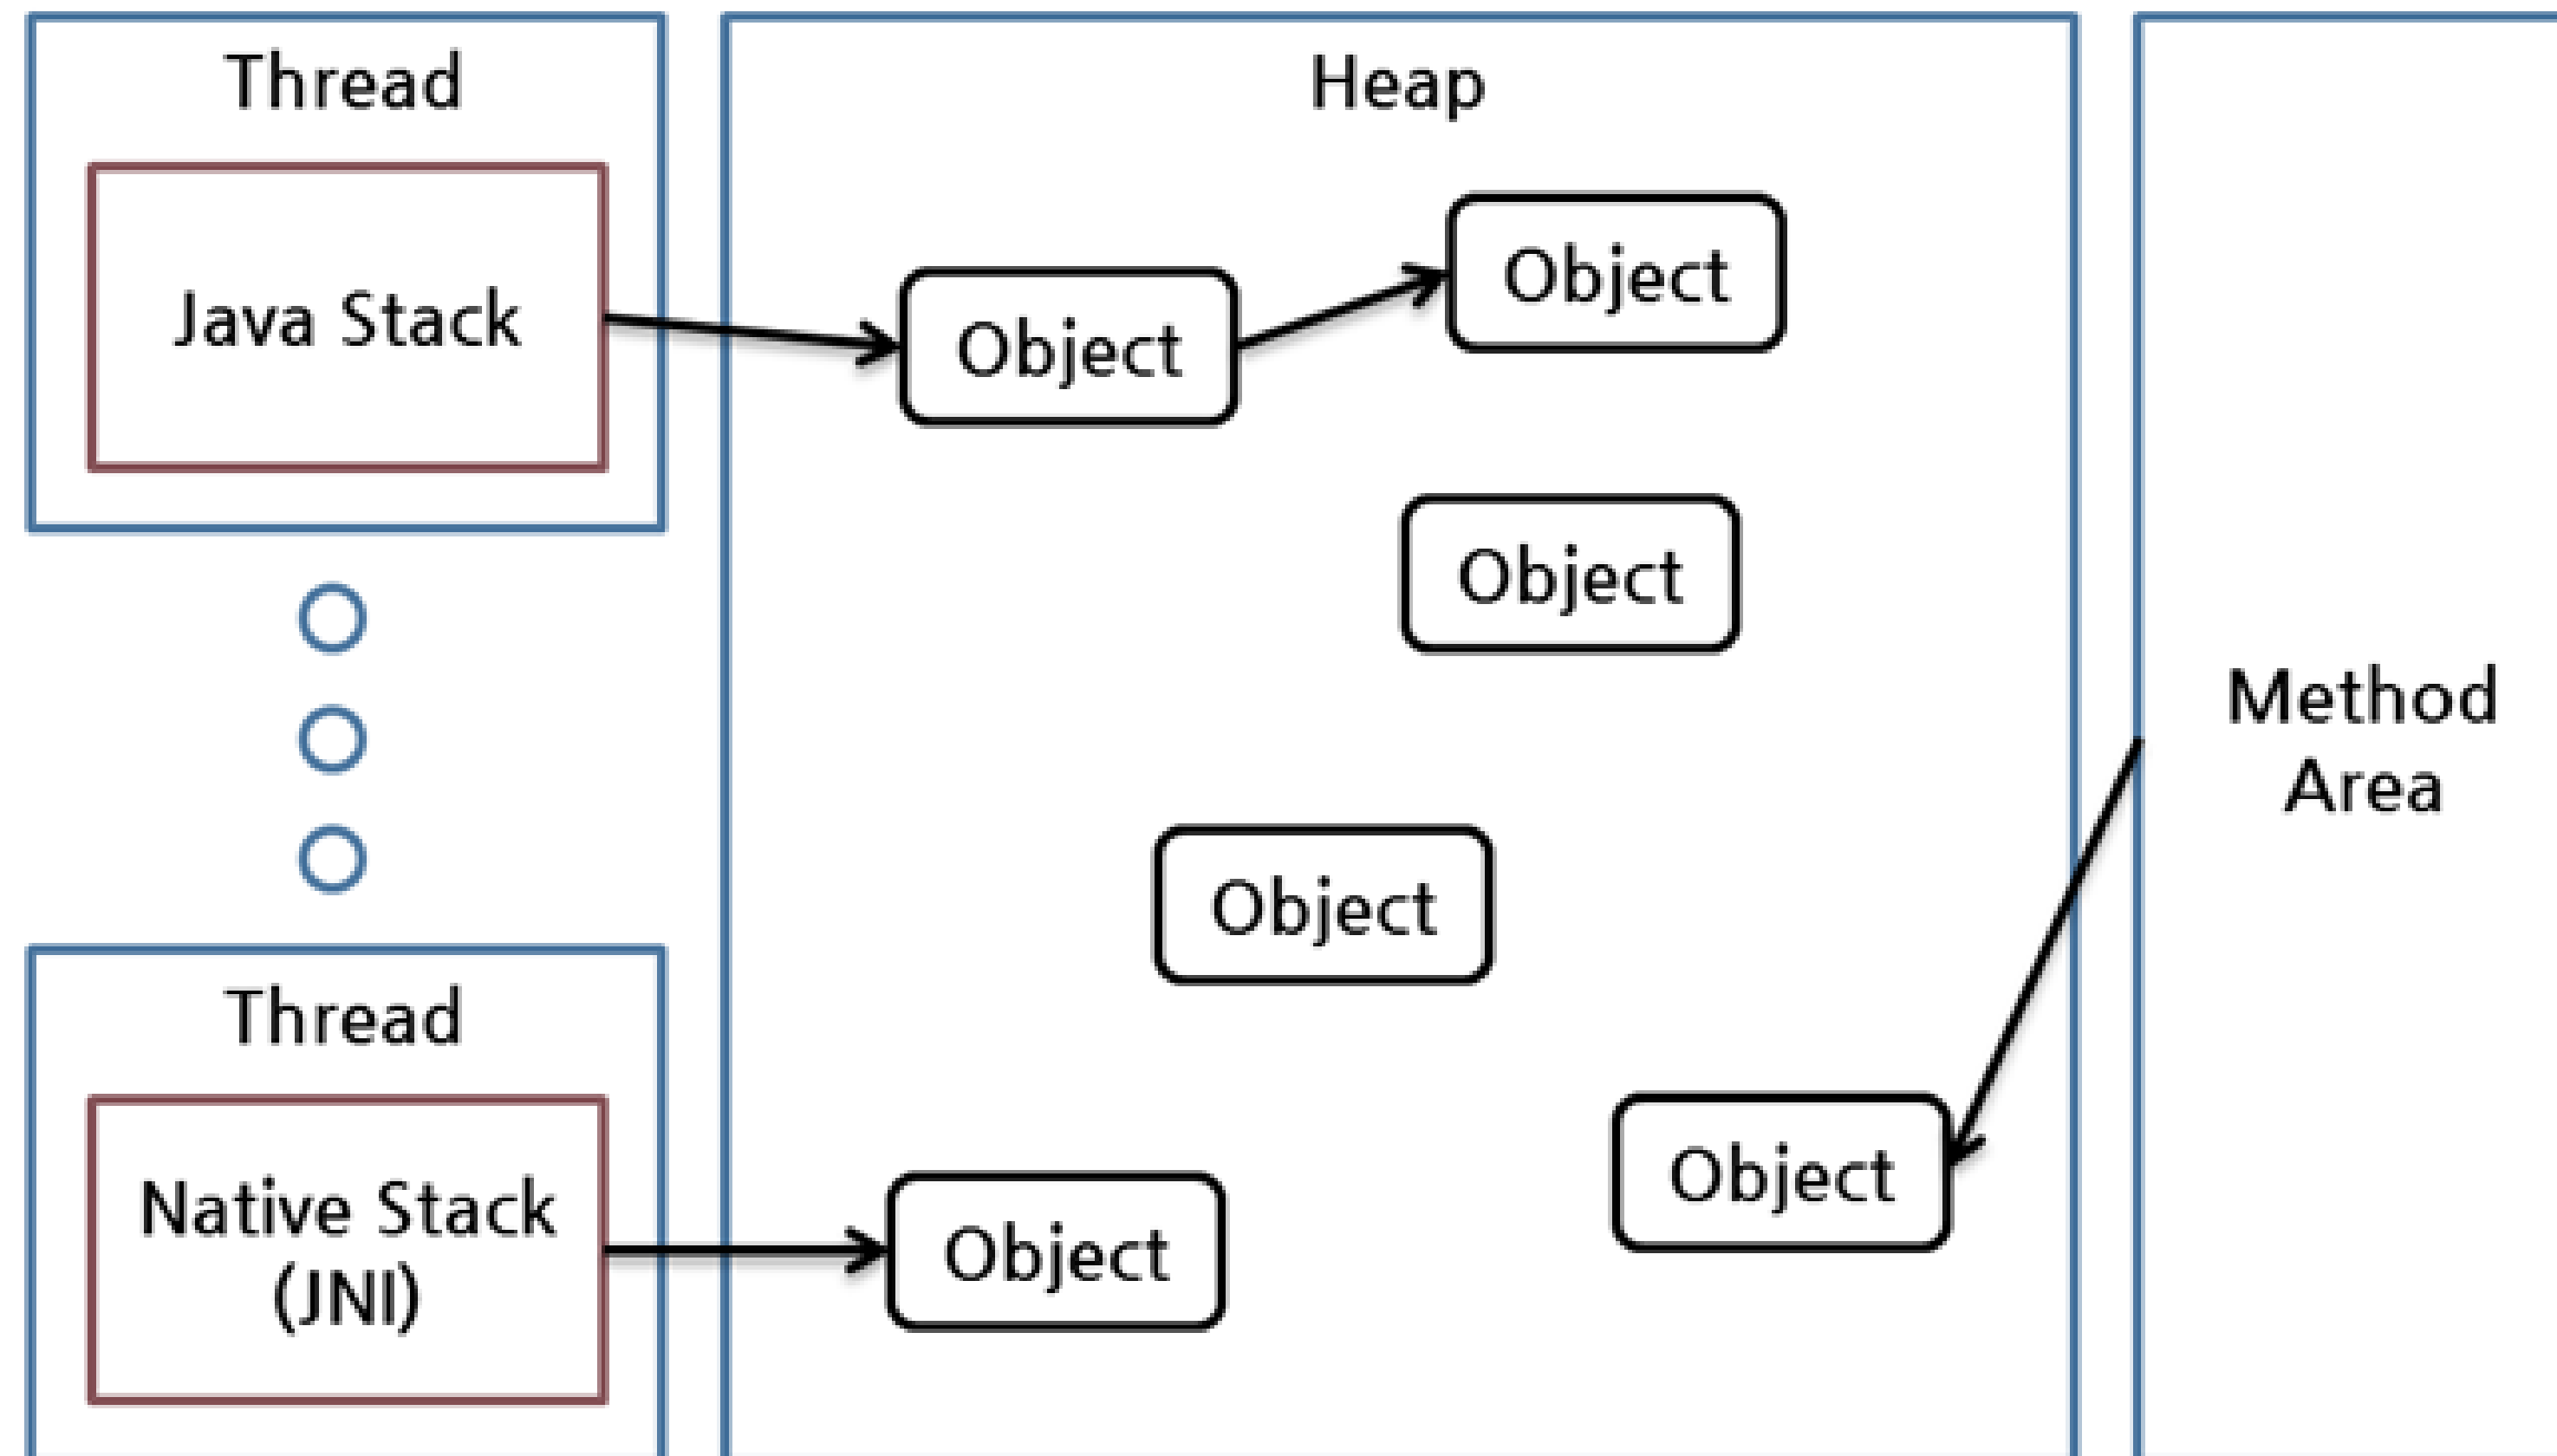 Thread
Java Stack
Thread
Native Stack
(JNI)
Heap
Object
Object
Object
Object
Object
Object
Method
Area